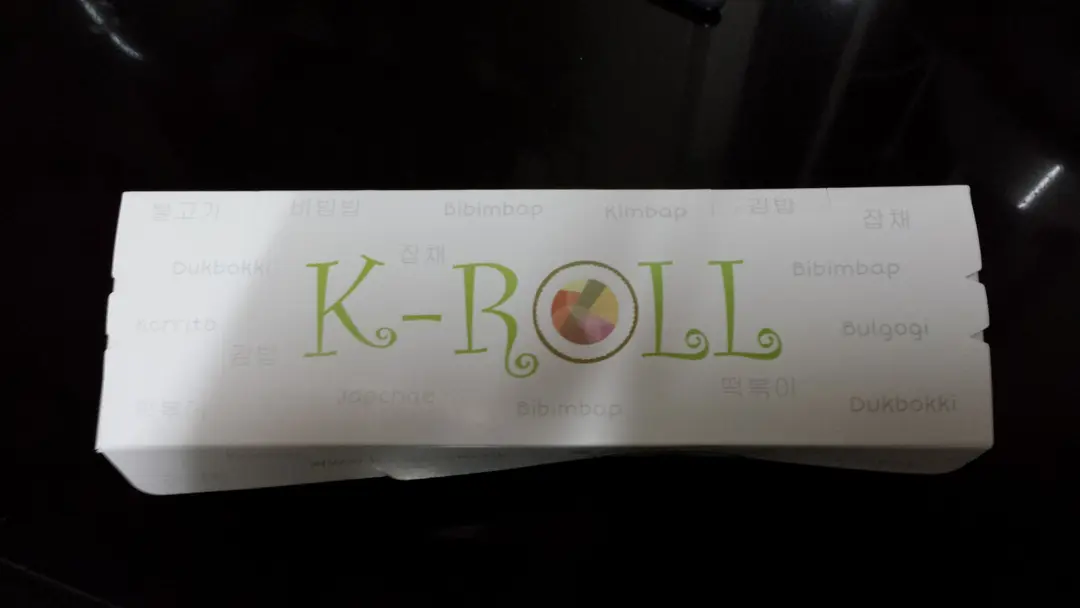 불고기 비빔밥 Bibimbap Kimbap 김밥 잡채
Dukbokki 잡채 Bibimbap
K-ROLL
Korrito Bulgogi
김밥
Japchae Bibimbap 떡볶이 Dukbokki